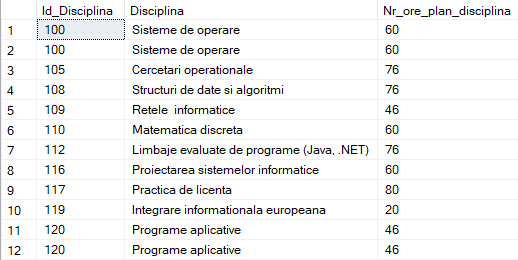 Id_Disciplina Disciplina Nr_ore_plan_disciplina
1 100 Sisteme de operare 60
2 100 Sisteme de operare 60
3 105 Cercetari operationale 76
4 108 Structuri de date si algoritmi 76
5 109 Retele  informatice 46
6 110 Matematica discreta 60
7 112 Limbaje evaluate de programe (Java, .NET) 76
8 116 Proiectarea sistemelor informatice 60
9 117 Practica de licenta 80
10 119 Integrare informationala europeana 20
11 120 Programe aplicative 46
12 120 Programe aplicative 46